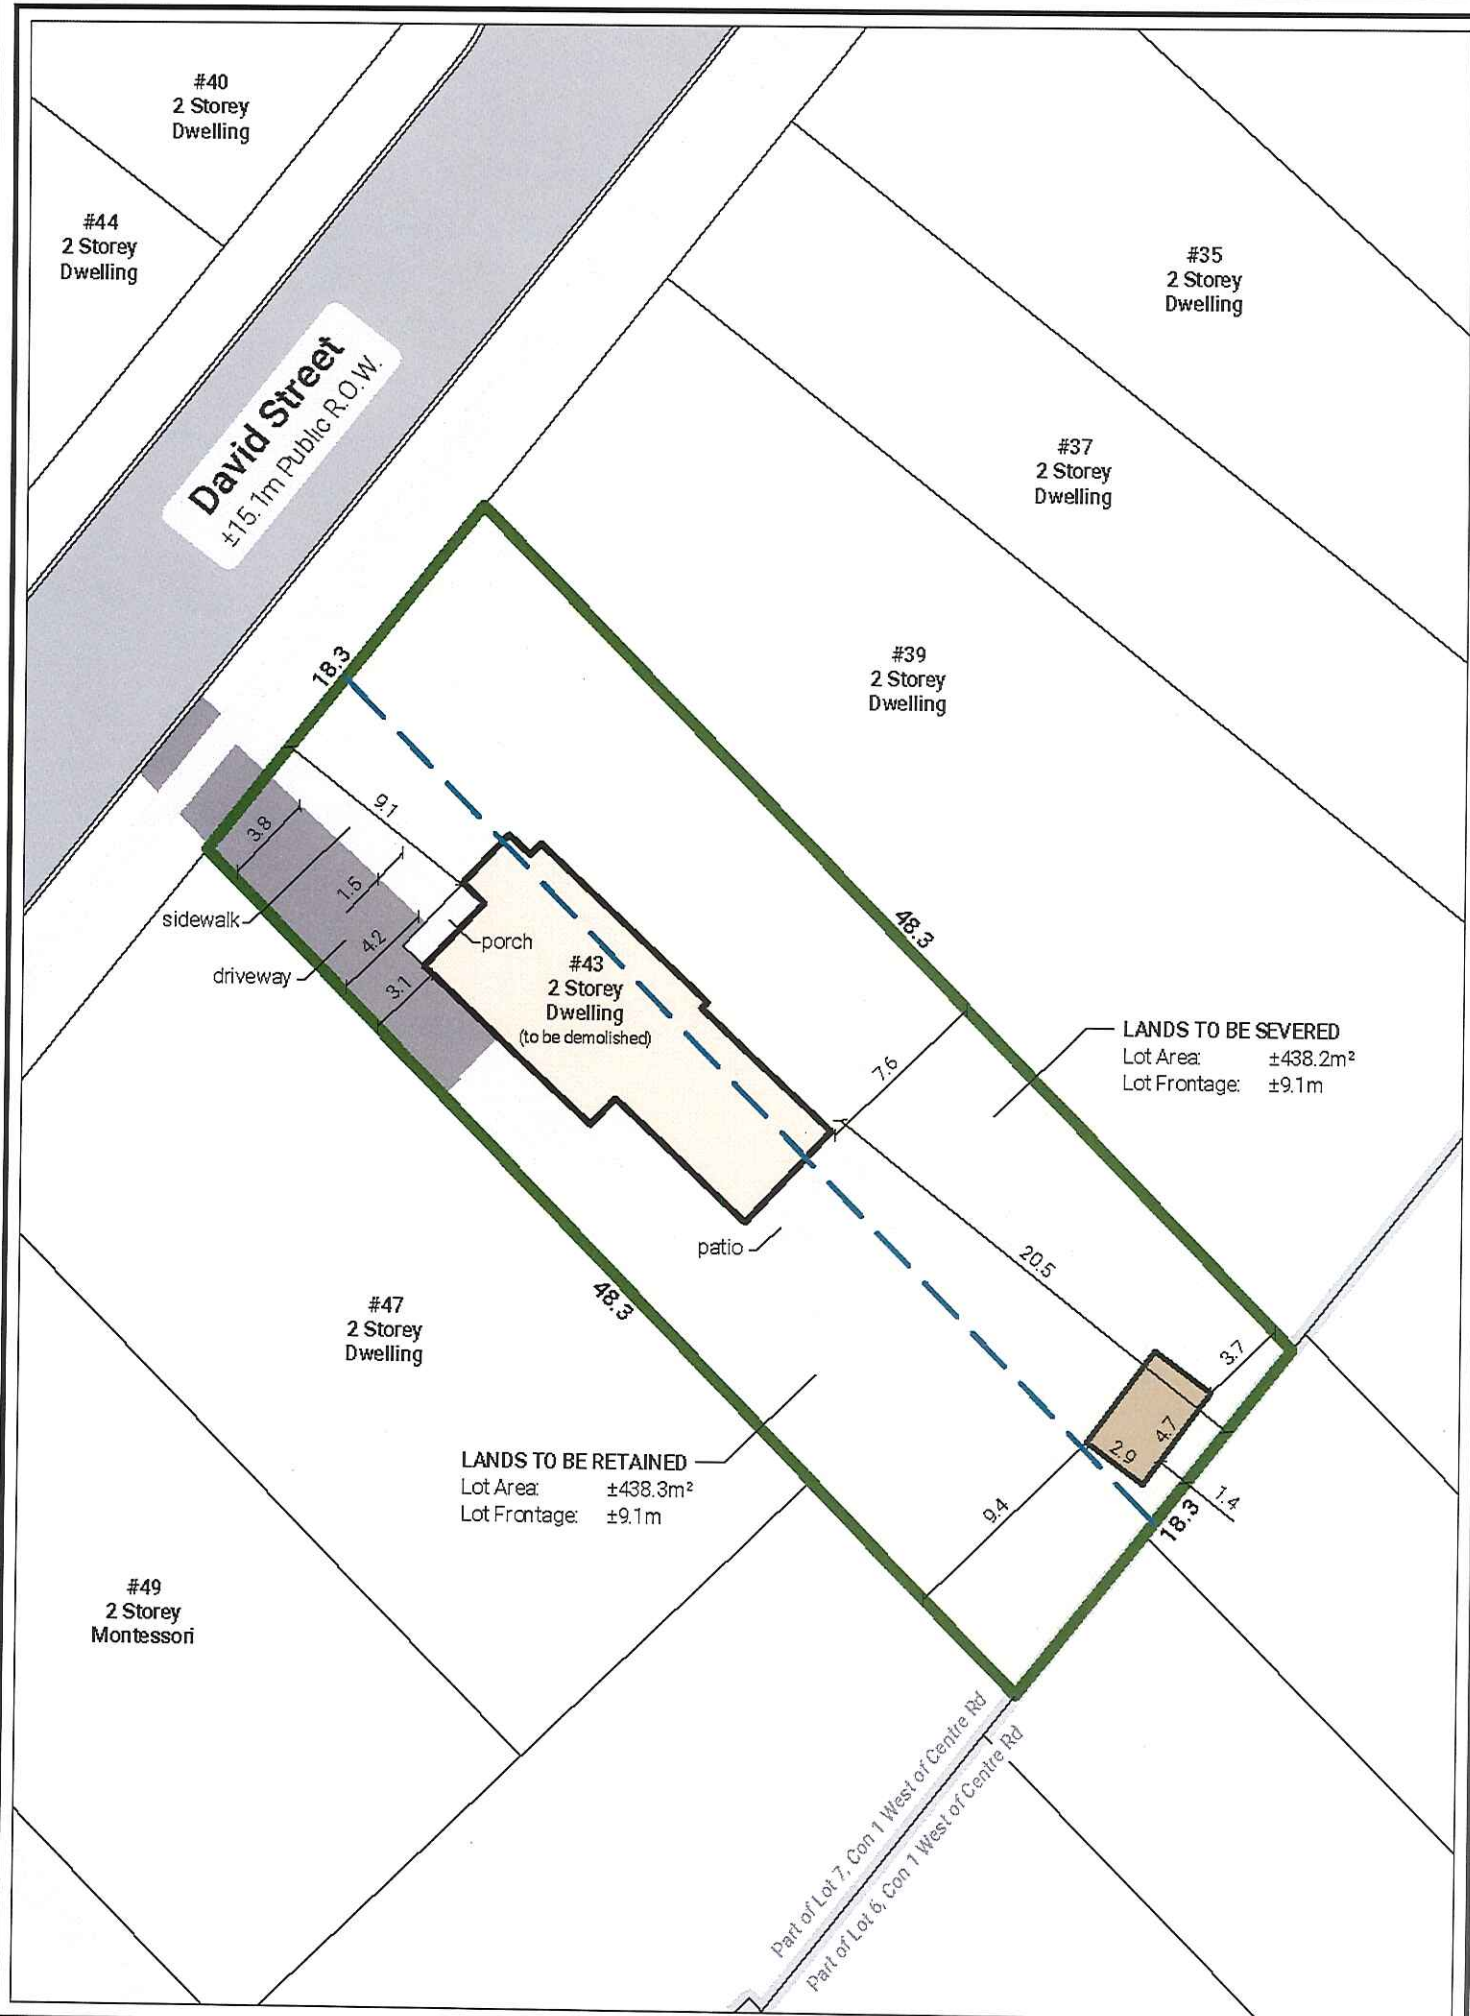 #40
2 Storey
Dwelling
#44
2 Storey
Dwelling
David Street
±15.1m Public R.O.W.
#35
2 Storey
Dwelling
#37
2 Storey
Dwelling
#39
2 Storey
Dwelling
18.3
9.1
3.8
1.5
sidewalk
4.2
driveway
3.1
porch
#43
2 Storey
Dwelling
(to be demolished)
48.3
7.6
LANDS TO BE SEVERED
Lot Area: ±438.2m²
Lot Frontage: ±9.1m
patio
20.5
48.3
#47
2 Storey
Dwelling
3.7
4.7
2.9
1.4
18.3
9.4
LANDS TO BE RETAINED
Lot Area: ±438.3m²
Lot Frontage: ±9.1m
#49
2 Storey
Montessori
Part of Lot 7, Con 1 West of Centre Rd
Part of Lot 6, Con 1 West of Centre Rd